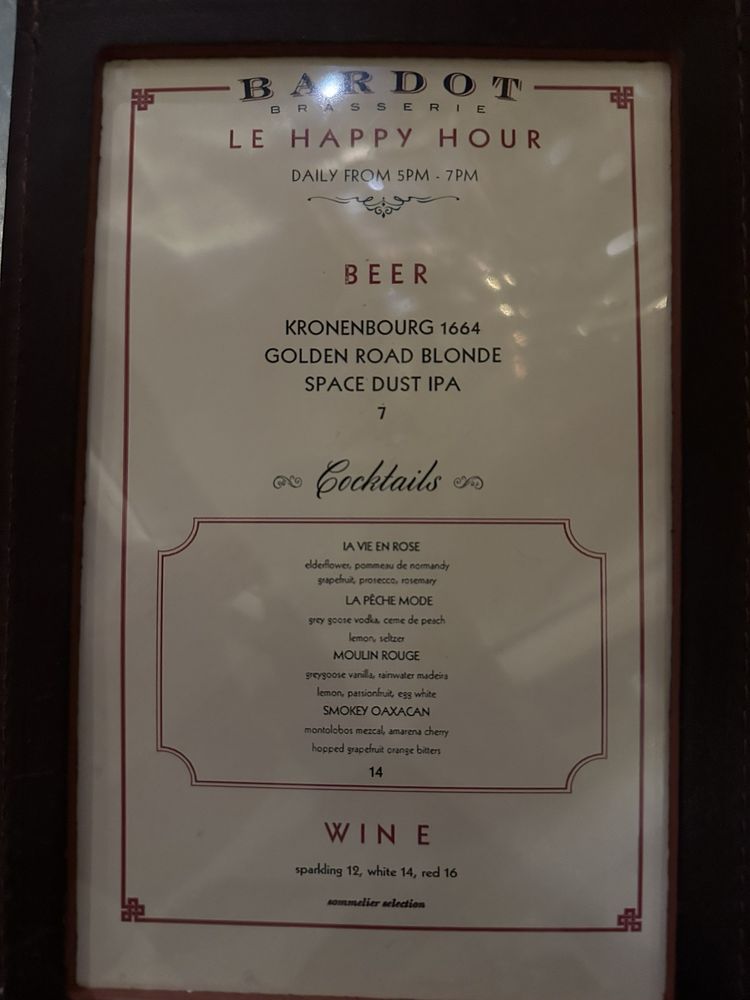 BARDOT
BRASSERIE
LE HAPPY HOUR
DAILY FROM 5PM - 7PM
BEER
KRONENBOURG 1664
GOLDEN ROAD BLONDE
SPACE DUST IPA
7
Cocktails
LA VIE EN ROSE
elderflower, pommeau de normandy
grapefruit, prosecco, rosemary
LA PÊCHE MODE
grey goose vodka, ceme de peach
lemon, seltzer
MOULIN ROUGE
greygoose vanilla, rainwater madeira
lemon, passionfruit, egg white
SMOKEY OAXACAN
montolobos mezcal, amarena cherry
hopped grapefruit orange bitters
14
WINE
sparkling 12, white 14, red 16
sommelier selection